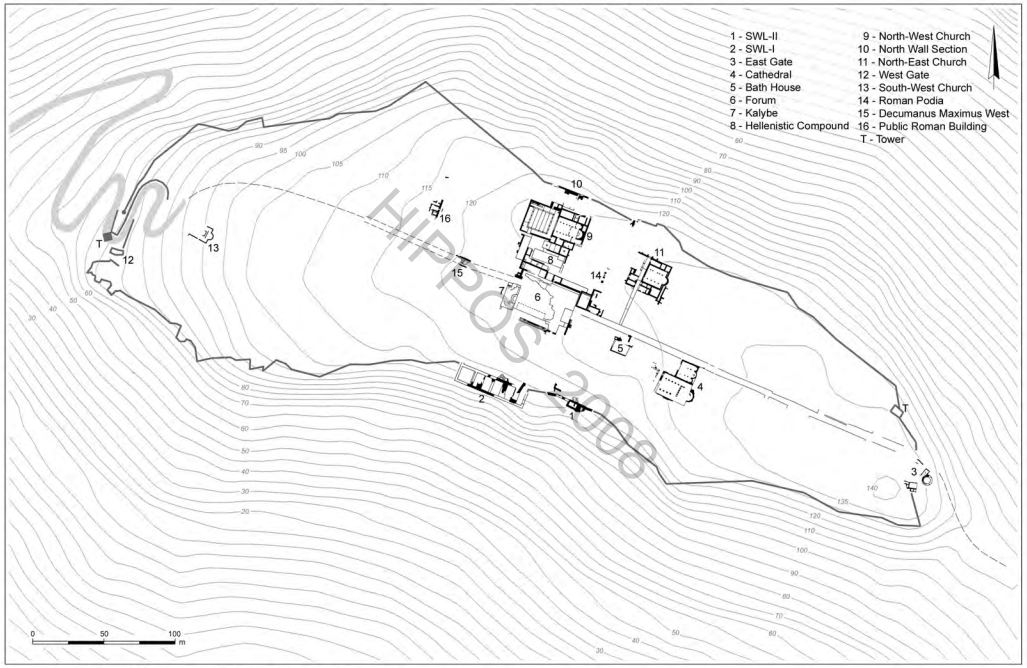 1 - SWL-II
2 - SWL-I
3 - East Gate
4 - Cathedral
5 - Bath House
6 - Forum
7 - Kalybe
8 - Hellenistic Compound
9 - North-West Church
10 - North Wall Section
11 - North-East Church
12 - West Gate
13 - South-West Church
14 - Roman Podia
15 - Decumanus Maximus West
16 - Public Roman Building
T - Tower
90
95
100
105
110
115
120
16
10
9
8
14
11
120
100
90
80
70
60
T
12
13
15
7
6
5
4
2
1
T
3
140
135
120
110
100
90
80
70
60
30
40
50
60
80
70
60
50
40
30
20
30
40
50
60
HIPPOS 2008
0 50 100
m